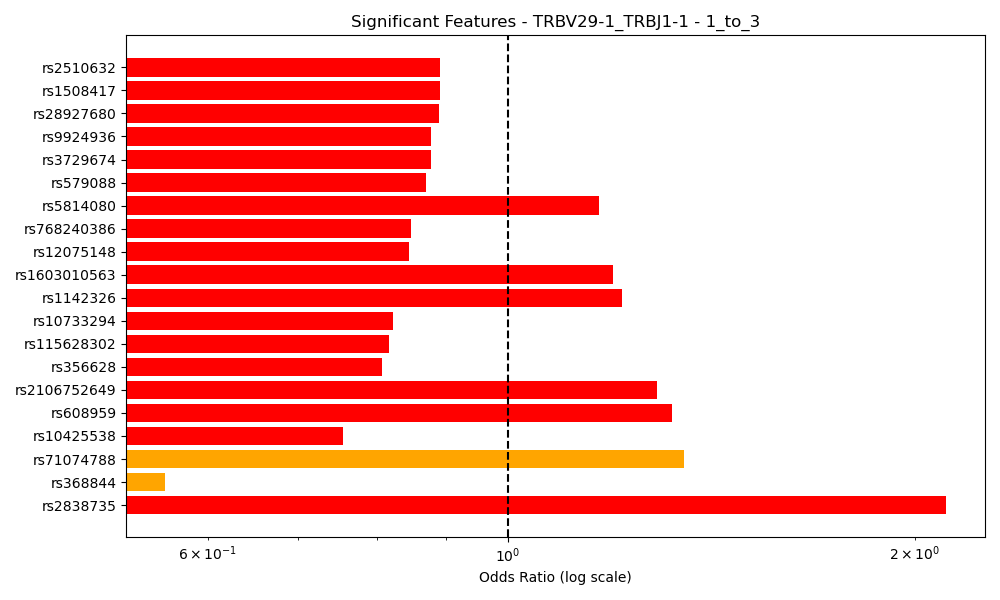 Significant Features - TRBV29-1_TRBJ1-1 - 1_to_3
rs2510632
rs1508417
rs28927680
rs9924936
rs3729674
rs579088
rs5814080
rs768240386
rs12075148
rs1603010563
rs1142326
rs10733294
rs115628302
rs356628
rs2106752649
rs608959
rs10425538
rs71074788
rs368844
rs2838735
6 × 10⁻¹ 10⁰ 2 × 10⁰
Odds Ratio (log scale)